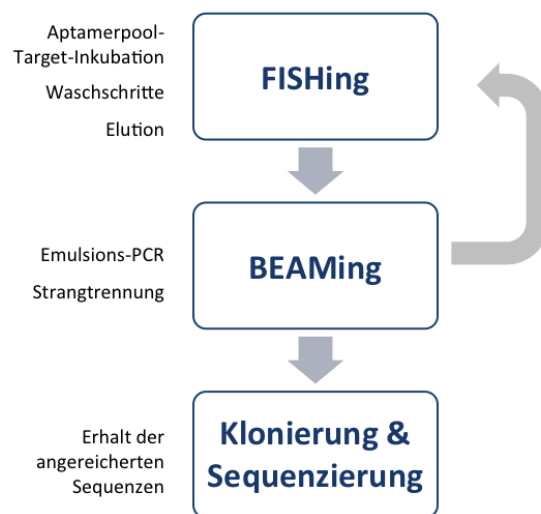 Aptamerpool-
Target-Inkubation
Waschschritte
Elution
FISHing
Emulsions-PCR
Strangtrennung
BEAMing
Erhalt der
angereicherten
Sequenzen
Klonierung &
Sequenzierung